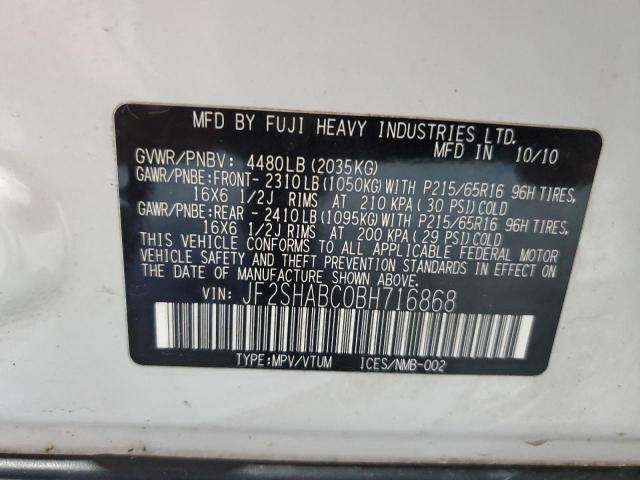 MFD BY FUJI HEAVY INDUSTRIES LTD.
MFD IN 10/10
GVWR/PNBV: 4480LB(2035KG)
GAWR/PNBE:FRONT- 2310LB(1050KG)WITH P215/65R16 96H TIRES,
16X6 1/2J RIMS AT 210 KPA (30 PSI)COLD
GAWR/PNBE:REAR - 2410LB(1095KG)WITH P215/65R16 96H TIRES,
16X6 1/2J RIMS AT 200 KPA (29 PSI)COLD
THIS VEHICLE CONFORMS TO ALL APPLICABLE FEDERAL MOTOR
VEHICLE SAFETY AND THEFT PREVENTION STANDARDS IN
EFFECT ON THE DATE OF MANUFACTURE SHOWN ABOVE.
VIN: JF2SHABC0BH716868
TYPE:MPV/VTUM ICES/NMB-002